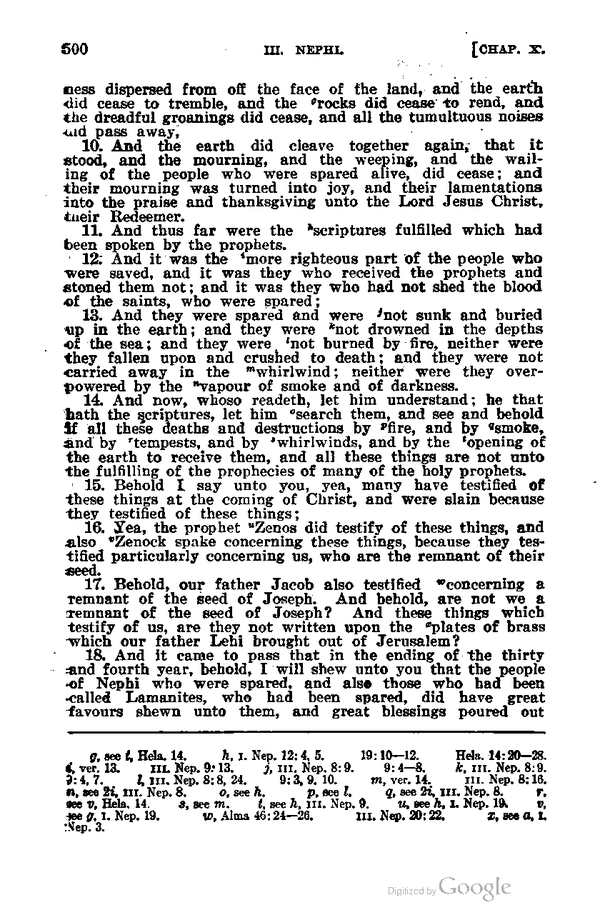 500 III. NEPHI. [CHAP. X.
ness dispersed from off the face of the land, and the earth
did cease to tremble, and the ᵍrocks did cease to rend, and
the dreadful groanings did cease, and all the tumultuous noises
did pass away.
10. And the earth did cleave together again, that it
stood, and the mourning, and the weeping, and the wail-
ing of the people who were spared alive, did cease; and
their mourning was turned into joy, and their lamentations
into the praise and thanksgiving unto the Lord Jesus Christ,
their Redeemer.
11. And thus far were the ʰscriptures fulfilled which had
been spoken by the prophets.
12. And it was the ⁱmore righteous part of the people who
were saved, and it was they who received the prophets and
stoned them not; and it was they who had not shed the blood
of the saints, who were spared;
13. And they were spared and were ʲnot sunk and buried
up in the earth; and they were ᵏnot drowned in the depths
of the sea; and they were ˡnot burned by fire, neither were
they fallen upon and crushed to death; and they were not
carried away in the ᵐwhirlwind; neither were they over-
powered by the ⁿvapour of smoke and of darkness.
14. And now, whoso readeth, let him understand; he that
hath the scriptures, let him ᵒsearch them, and see and behold
if all these deaths and destructions by ᵖfire, and by ᑫsmoke,
and by ʳtempests, and by ˢwhirlwinds, and by the ᵗopening of
the earth to receive them, and all these things are not unto
the fulfilling of the prophecies of many of the holy prophets.
15. Behold I say unto you, yea, many have testified of
these things at the coming of Christ, and were slain because
they testified of these things;
16. Yea, the prophet ᵘZenos did testify of these things, and
also ᵛZenock spake concerning these things, because they tes-
tified particularly concerning us, who are the remnant of their
seed.
17. Behold, our father Jacob also testified ʷconcerning a
remnant of the seed of Joseph. And behold, are not we a
remnant of the seed of Joseph? And these things which
testify of us, are they not written upon the ˣplates of brass
which our father Lehi brought out of Jerusalem?
18. And it came to pass that in the ending of the thirty
and fourth year, behold, I will shew unto you that the people
of Nephi who were spared, and also those who had been
called Lamanites, who had been spared, did have great
favours shewn unto them, and great blessings poured out
g, see l, Hela. 14. h, I. Nep. 12:4, 5. 19:10—12. Hela. 14:20—28.
i, ver. 13. III. Nep. 9:13. j, III. Nep. 8:9. 9:4—8. k, III. Nep. 8:9.
9:4, 7. l, III. Nep. 8:8, 24. 9:3, 9, 10. m, ver. 14. III. Nep. 8:16.
n, see 2i, III. Nep. 8. o, see h. p, see l. q, see 2i, III. Nep. 8. r,
see v, Hela. 14. s, see m. t, see h, III. Nep. 9. u, see h, I. Nep. 19. v,
see g, I. Nep. 19. w, Alma 46:24—26. III. Nep. 20:22. x, see a, I.
Nep. 3.
Digitized by Google